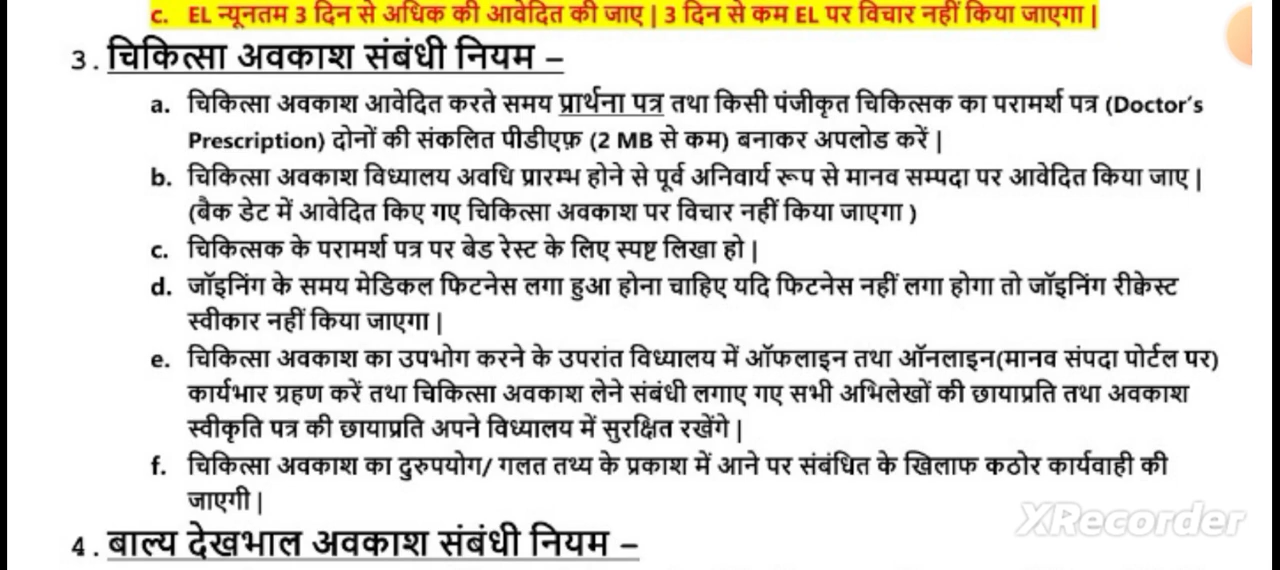 c. EL न्यूनतम 3 दिन से अधिक की आवेदित की जाए | 3 दिन से कम EL पर विचार नहीं किया जाएगा |
3. चिकित्सा अवकाश संबंधी नियम –
a. चिकित्सा अवकाश आवेदित करते समय प्रार्थना पत्र तथा किसी पंजीकृत चिकित्सक का परामर्श पत्र (Doctor's
Prescription) दोनों की संकलित पीडीएफ़ (2 MB से कम) बनाकर अपलोड करें |
b. चिकित्सा अवकाश विध्यालय अवधि प्रारम्भ होने से पूर्व अनिवार्य रूप से मानव सम्पदा पर आवेदित किया जाए |
(बैक डेट में आवेदित किए गए चिकित्सा अवकाश पर विचार नहीं किया जाएगा )
c. चिकित्सक के परामर्श पत्र पर बेड रेस्ट के लिए स्पष्ट लिखा हो |
d. जॉइनिंग के समय मेडिकल फिटनेस लगा हुआ होना चाहिए यदि फिटनेस नहीं लगा होगा तो जॉइनिंग रीक्वेस्ट
स्वीकार नहीं किया जाएगा |
e. चिकित्सा अवकाश का उपभोग करने के उपरांत विध्यालय में ऑफलाइन तथा ऑनलाइन(मानव संपदा पोर्टल पर)
कार्यभार ग्रहण करें तथा चिकित्सा अवकाश लेने संबंधी लगाए गए सभी अभिलेखों की छायाप्रति तथा अवकाश
स्वीकृति पत्र की छायाप्रति अपने विध्यालय में सुरक्षित रखेंगे |
f. चिकित्सा अवकाश का दुरुपयोग/ गलत तथ्य के प्रकाश में आने पर संबंधित के खिलाफ कठोर कार्यवाही की
जाएगी |
XRecorder
4. बाल्य देखभाल अवकाश संबंधी नियम –